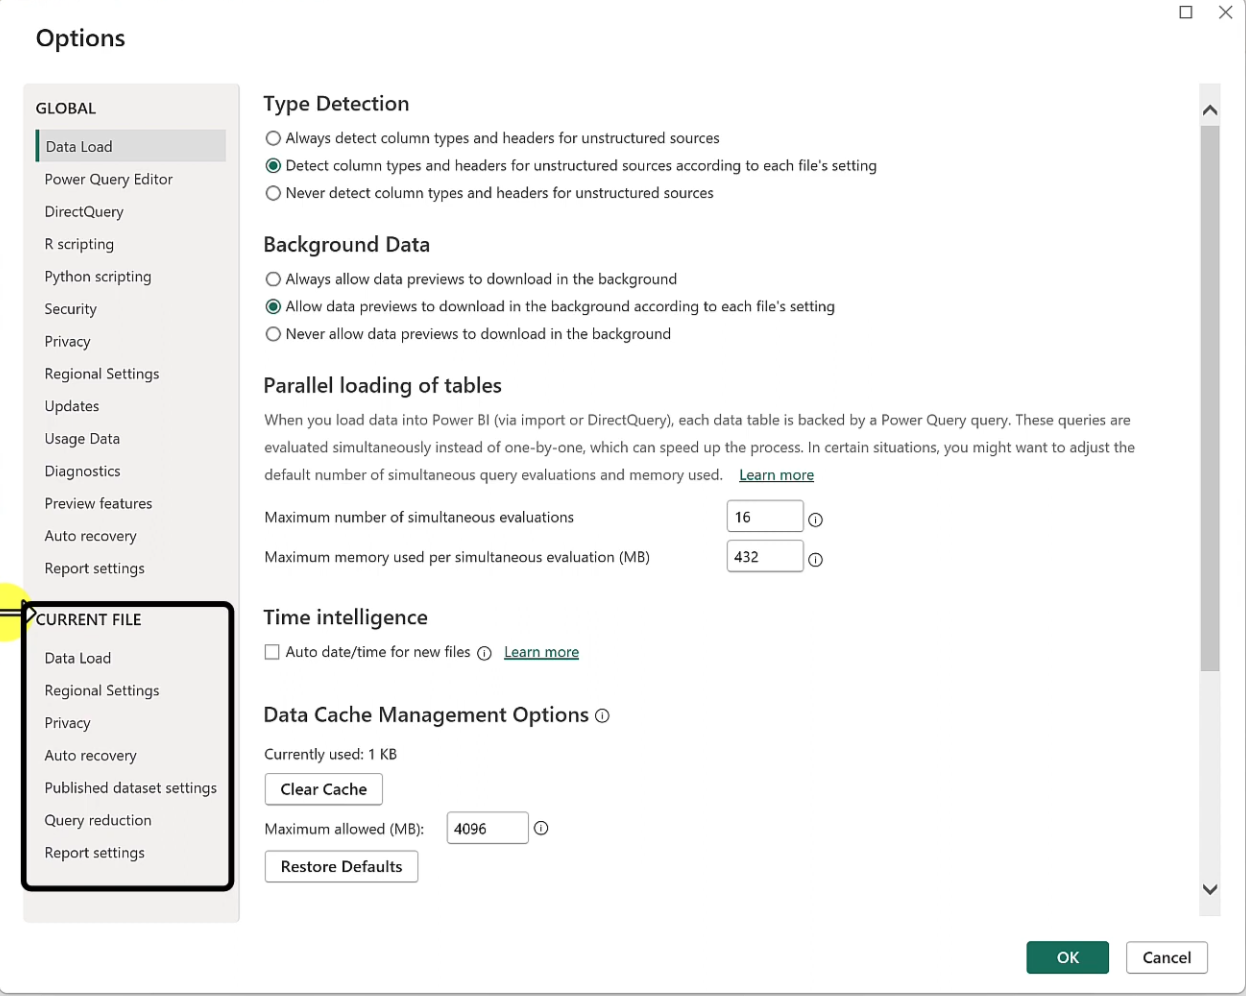 Options
GLOBAL
Data Load
Power Query Editor
DirectQuery
R scripting
Python scripting
Security
Privacy
Regional Settings
Updates
Usage Data
Diagnostics
Preview features
Auto recovery
Report settings
CURRENT FILE
Data Load
Regional Settings
Privacy
Auto recovery
Published dataset settings
Query reduction
Report settings
Type Detection
Always detect column types and headers for unstructured sources
Detect column types and headers for unstructured sources according to each file's setting
Never detect column types and headers for unstructured sources
Background Data
Always allow data previews to download in the background
Allow data previews to download in the background according to each file's setting
Never allow data previews to download in the background
Parallel loading of tables
When you load data into Power BI (via import or DirectQuery), each data table is backed by a Power Query query. These queries are
evaluated simultaneously instead of one-by-one, which can speed up the process. In certain situations, you might want to adjust the
default number of simultaneous query evaluations and memory used. Learn more
Maximum number of simultaneous evaluations 16
Maximum memory used per simultaneous evaluation (MB) 432
Time intelligence
Auto date/time for new files Learn more
Data Cache Management Options
Currently used: 1 KB
Clear Cache
Maximum allowed (MB): 4096
Restore Defaults
OK Cancel